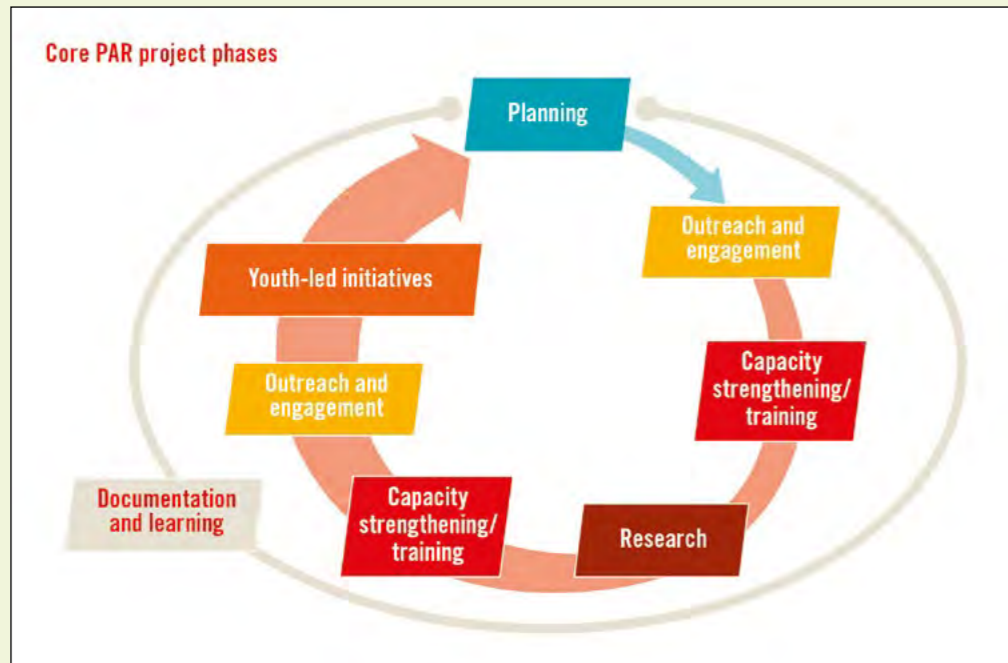 Core PAR project phases
Planning
Outreach and
engagement
Capacity
strengthening/
training
Research
Capacity
strengthening/
training
Outreach and
engagement
Youth-led initiatives
Documentation
and learning